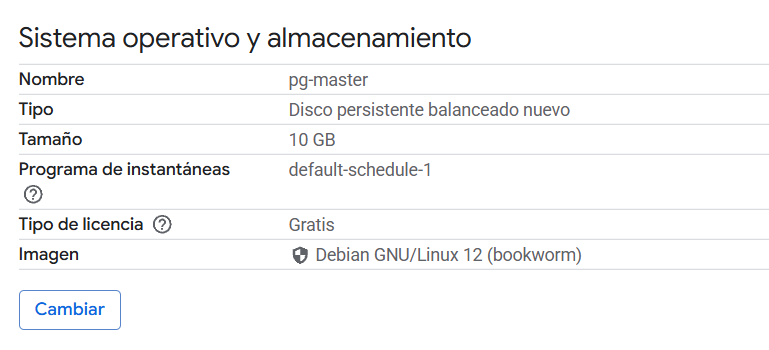 Sistema operativo y almacenamiento
Nombre pg-master
Tipo Disco persistente balanceado nuevo
Tamaño 10 GB
Programa de instantáneas default-schedule-1
Tipo de licencia Gratis
Imagen Debian GNU/Linux 12 (bookworm)
Cambiar